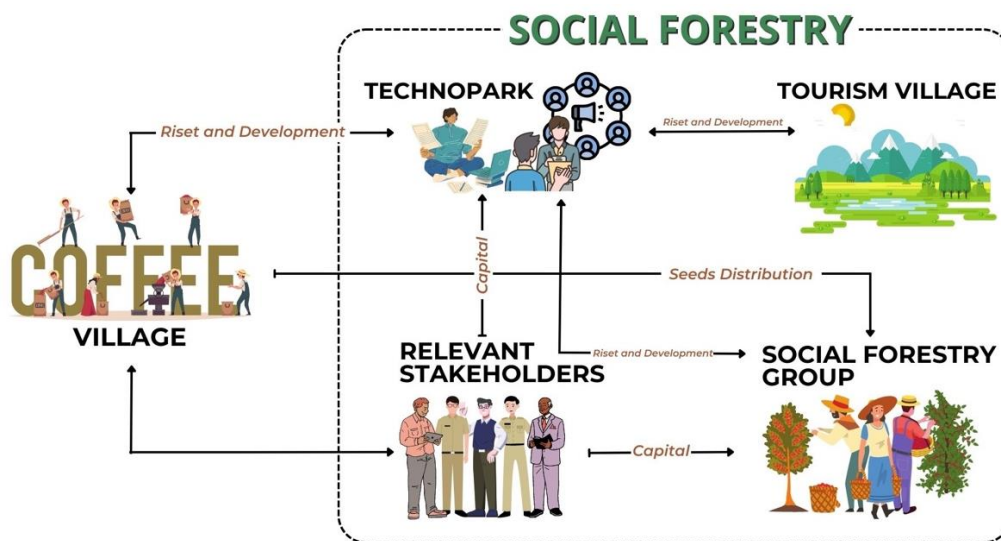 SOCIAL FORESTRY
TECHNOPARK
TOURISM VILLAGE
Riset and Development
Riset and Development
COFFEE
VILLAGE
Capital
Seeds Distribution
RELEVANT
STAKEHOLDERS
Riset and Development
SOCIAL FORESTRY
GROUP
Capital